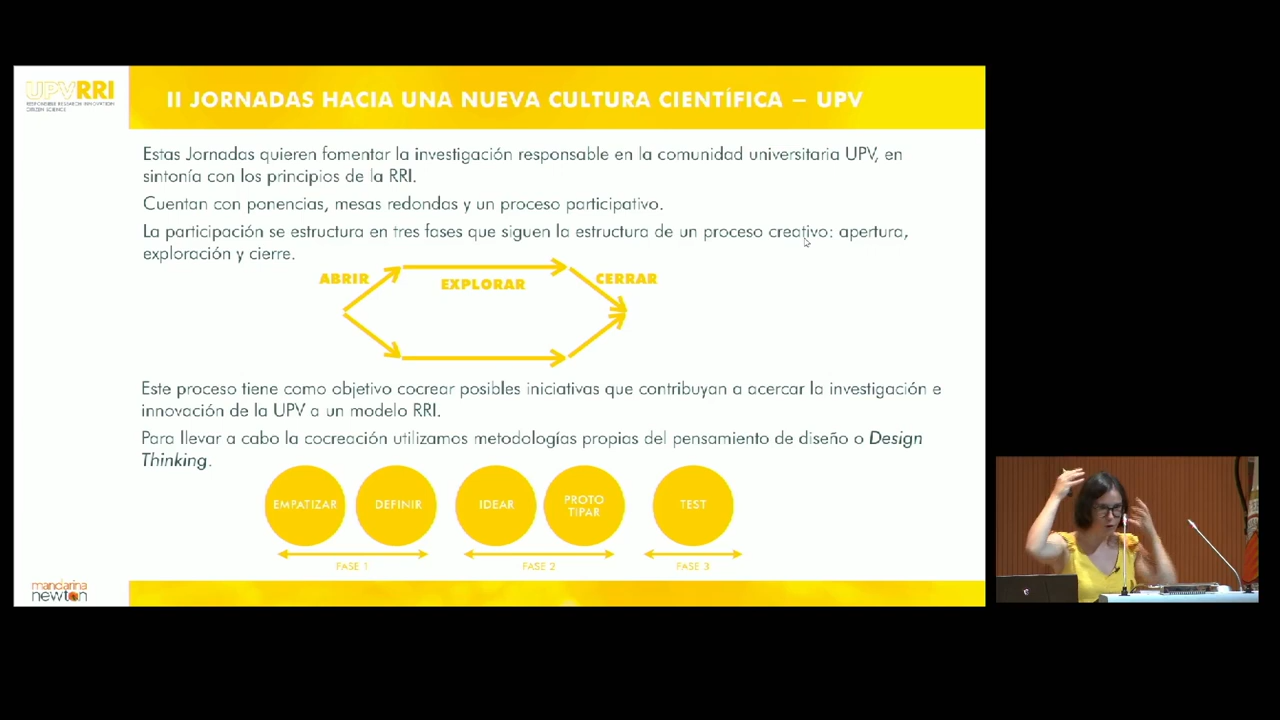 UPVRRI
RESPONSIBLE RESEARCH INNOVATION
CITIZEN SCIENCE
II JORNADAS HACIA UNA NUEVA CULTURA CIENTÍFICA – UPV
Estas Jornadas quieren fomentar la investigación responsable en la comunidad universitaria UPV, en
sintonía con los principios de la RRI.
Cuentan con ponencias, mesas redondas y un proceso participativo.
La participación se estructura en tres fases que siguen la estructura de un proceso creativo: apertura,
exploración y cierre.
ABRIR
EXPLORAR
CERRAR
Este proceso tiene como objetivo cocrear posibles iniciativas que contribuyan a acercar la investigación e
innovación de la UPV a un modelo RRI.
Para llevar a cabo la cocreación utilizamos metodologías propias del pensamiento de diseño o Design
Thinking.
EMPATIZAR
DEFINIR
IDEAR
PROTO
TIPAR
TEST
FASE 1
FASE 2
FASE 3
mandarina
newton